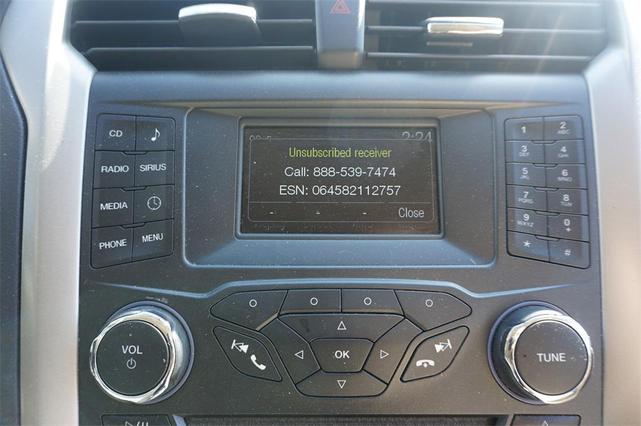 2:24
Unsubscribed receiver
Call: 888-539-7474
ESN: 064582112757
Close
CD
RADIO SIRIUS
MEDIA
PHONE MENU
1 2 ABC
3 DEF 4 GHI
5 JKL 6 MNO
7 PQRS 8 TUV
9 WXYZ 0 +
* #
VOL
OK
TUNE